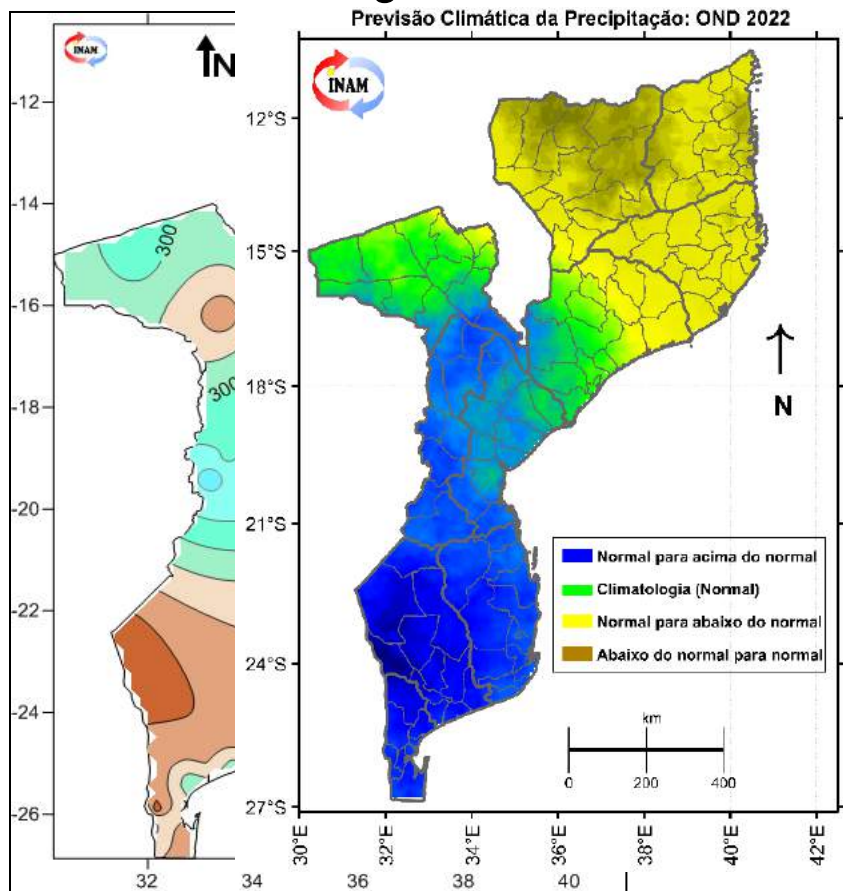 Previsão Climática da Precipitação: OND 2022
INAM
N
INAM
-12
-14
-16
-18
-20
-22
-24
-26
300
300
32
34
36
38
40
12°S
15°S
18°S
21°S
24°S
27°S
N
Normal para acima do normal
Climatologia (Normal)
Normal para abaixo do normal
Abaixo do normal para normal
km
0
200
400
30°E
32°E
34°E
36°E
38°E
40°E
42°E